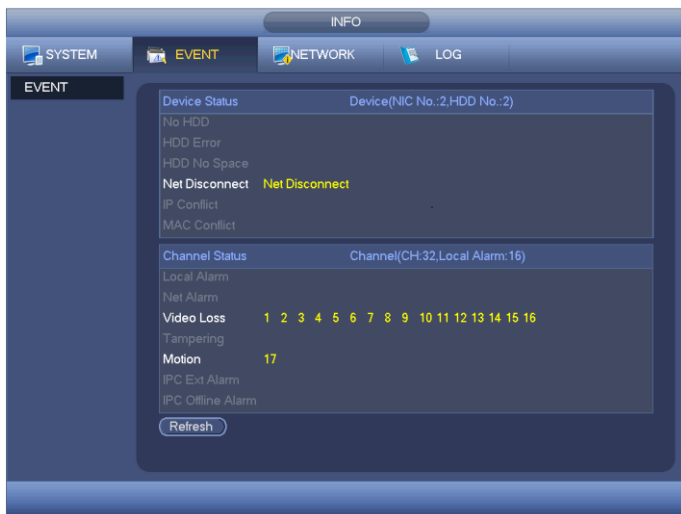 INFO
SYSTEM EVENT NETWORK LOG
EVENT
Device Status Device(NIC No.:2,HDD No.:2)
No HDD
HDD Error
HDD No Space
Net Disconnect Net Disconnect
IP Conflict
MAC Conflict
Channel Status Channel(CH:32,Local Alarm:16)
Local Alarm
Net Alarm
Video Loss 1 2 3 4 5 6 7 8 9 10 11 12 13 14 15 16
Tampering
Motion 17
IPC Ext Alarm
IPC Offline Alarm
Refresh